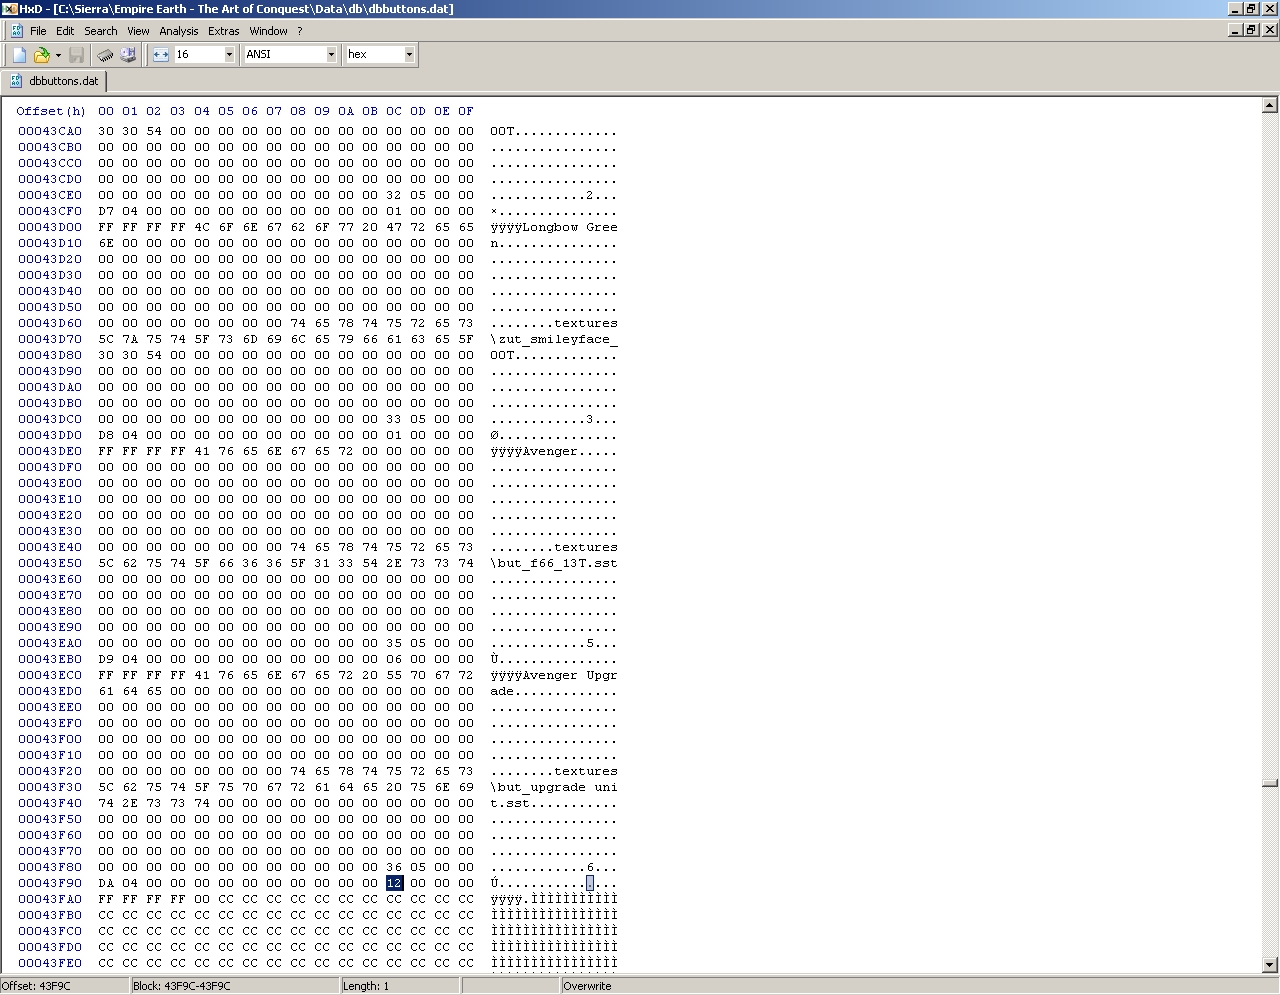 HxD - [C:\Sierra\Empire Earth - The Art of Conquest\Data\db\dbbuttons.dat]
File Edit Search View Analysis Extras Window ?
16 ANSI hex
dbbuttons.dat
Offset(h) 00 01 02 03 04 05 06 07 08 09 0A 0B 0C 0D 0E 0F
00043CA0 30 30 54 00 00 00 00 00 00 00 00 00 00 00 00 00 00T.............
00043CB0 00 00 00 00 00 00 00 00 00 00 00 00 00 00 00 00 ................
00043CC0 00 00 00 00 00 00 00 00 00 00 00 00 00 00 00 00 ................
00043CD0 00 00 00 00 00 00 00 00 00 00 00 00 00 00 00 00 ................
00043CE0 00 00 00 00 00 00 00 00 00 00 00 00 32 05 00 00 ............2...
00043CF0 D7 04 00 00 00 00 00 00 00 00 00 00 01 00 00 00 ×...............
00043D00 FF FF FF FF 4C 6F 6E 67 62 6F 77 20 47 72 65 65 ÿÿÿÿLongbow Gree
00043D10 6E 00 00 00 00 00 00 00 00 00 00 00 00 00 00 00 n...............
00043D20 00 00 00 00 00 00 00 00 00 00 00 00 00 00 00 00 ................
00043D30 00 00 00 00 00 00 00 00 00 00 00 00 00 00 00 00 ................
00043D40 00 00 00 00 00 00 00 00 00 00 00 00 00 00 00 00 ................
00043D50 00 00 00 00 00 00 00 00 00 00 00 00 00 00 00 00 ................
00043D60 00 00 00 00 00 00 00 00 74 65 78 74 75 72 65 73 ........textures
00043D70 5C 7A 75 74 5F 73 6D 69 6C 65 79 66 61 63 65 5F \zut_smileyface_
00043D80 30 30 54 00 00 00 00 00 00 00 00 00 00 00 00 00 00T.............
00043D90 00 00 00 00 00 00 00 00 00 00 00 00 00 00 00 00 ................
00043DA0 00 00 00 00 00 00 00 00 00 00 00 00 00 00 00 00 ................
00043DB0 00 00 00 00 00 00 00 00 00 00 00 00 00 00 00 00 ................
00043DC0 00 00 00 00 00 00 00 00 00 00 00 00 33 05 00 00 ............3...
00043DD0 D8 04 00 00 00 00 00 00 00 00 00 00 01 00 00 00 Ø...............
00043DE0 FF FF FF FF 41 76 65 6E 67 65 72 00 00 00 00 00 ÿÿÿÿAvenger.....
00043DF0 00 00 00 00 00 00 00 00 00 00 00 00 00 00 00 00 ................
00043E00 00 00 00 00 00 00 00 00 00 00 00 00 00 00 00 00 ................
00043E10 00 00 00 00 00 00 00 00 00 00 00 00 00 00 00 00 ................
00043E20 00 00 00 00 00 00 00 00 00 00 00 00 00 00 00 00 ................
00043E30 00 00 00 00 00 00 00 00 00 00 00 00 00 00 00 00 ................
00043E40 00 00 00 00 00 00 00 00 74 65 78 74 75 72 65 73 ........textures
00043E50 5C 62 75 74 5F 66 36 36 5F 31 33 54 2E 73 73 74 \but_f66_13T.sst
00043E60 00 00 00 00 00 00 00 00 00 00 00 00 00 00 00 00 ................
00043E70 00 00 00 00 00 00 00 00 00 00 00 00 00 00 00 00 ................
00043E80 00 00 00 00 00 00 00 00 00 00 00 00 00 00 00 00 ................
00043E90 00 00 00 00 00 00 00 00 00 00 00 00 00 00 00 00 ................
00043EA0 00 00 00 00 00 00 00 00 00 00 00 00 35 05 00 00 ............5...
00043EB0 D9 04 00 00 00 00 00 00 00 00 00 00 06 00 00 00 Ù...............
00043EC0 FF FF FF FF 41 76 65 6E 67 65 72 20 55 70 67 72 ÿÿÿÿAvenger Upgr
00043ED0 61 64 65 00 00 00 00 00 00 00 00 00 00 00 00 00 ade.............
00043EE0 00 00 00 00 00 00 00 00 00 00 00 00 00 00 00 00 ................
00043EF0 00 00 00 00 00 00 00 00 00 00 00 00 00 00 00 00 ................
00043F00 00 00 00 00 00 00 00 00 00 00 00 00 00 00 00 00 ................
00043F10 00 00 00 00 00 00 00 00 00 00 00 00 00 00 00 00 ................
00043F20 00 00 00 00 00 00 00 00 74 65 78 74 75 72 65 73 ........textures
00043F30 5C 62 75 74 5F 75 70 67 72 61 64 65 20 75 6E 69 \but_upgrade uni
00043F40 74 2E 73 73 74 00 00 00 00 00 00 00 00 00 00 00 t.sst...........
00043F50 00 00 00 00 00 00 00 00 00 00 00 00 00 00 00 00 ................
00043F60 00 00 00 00 00 00 00 00 00 00 00 00 00 00 00 00 ................
00043F70 00 00 00 00 00 00 00 00 00 00 00 00 00 00 00 00 ................
00043F80 00 00 00 00 00 00 00 00 00 00 00 00 36 05 00 00 ............6...
00043F90 DA 04 00 00 00 00 00 00 00 00 00 00 12 00 00 00 Ú...............
00043FA0 FF FF FF FF 00 CC CC CC CC CC CC CC CC CC CC CC ÿÿÿÿ.ÌÌÌÌÌÌÌÌÌÌÌ
00043FB0 CC CC CC CC CC CC CC CC CC CC CC CC CC CC CC CC ÌÌÌÌÌÌÌÌÌÌÌÌÌÌÌÌ
00043FC0 CC CC CC CC CC CC CC CC CC CC CC CC CC CC CC CC ÌÌÌÌÌÌÌÌÌÌÌÌÌÌÌÌ
00043FD0 CC CC CC CC CC CC CC CC CC CC CC CC CC CC CC CC ÌÌÌÌÌÌÌÌÌÌÌÌÌÌÌÌ
00043FE0 CC CC CC CC CC CC CC CC CC CC CC CC CC CC CC CC ÌÌÌÌÌÌÌÌÌÌÌÌÌÌÌÌ
Offset: 43F9C Block: 43F9C-43F9C Length: 1 Overwrite